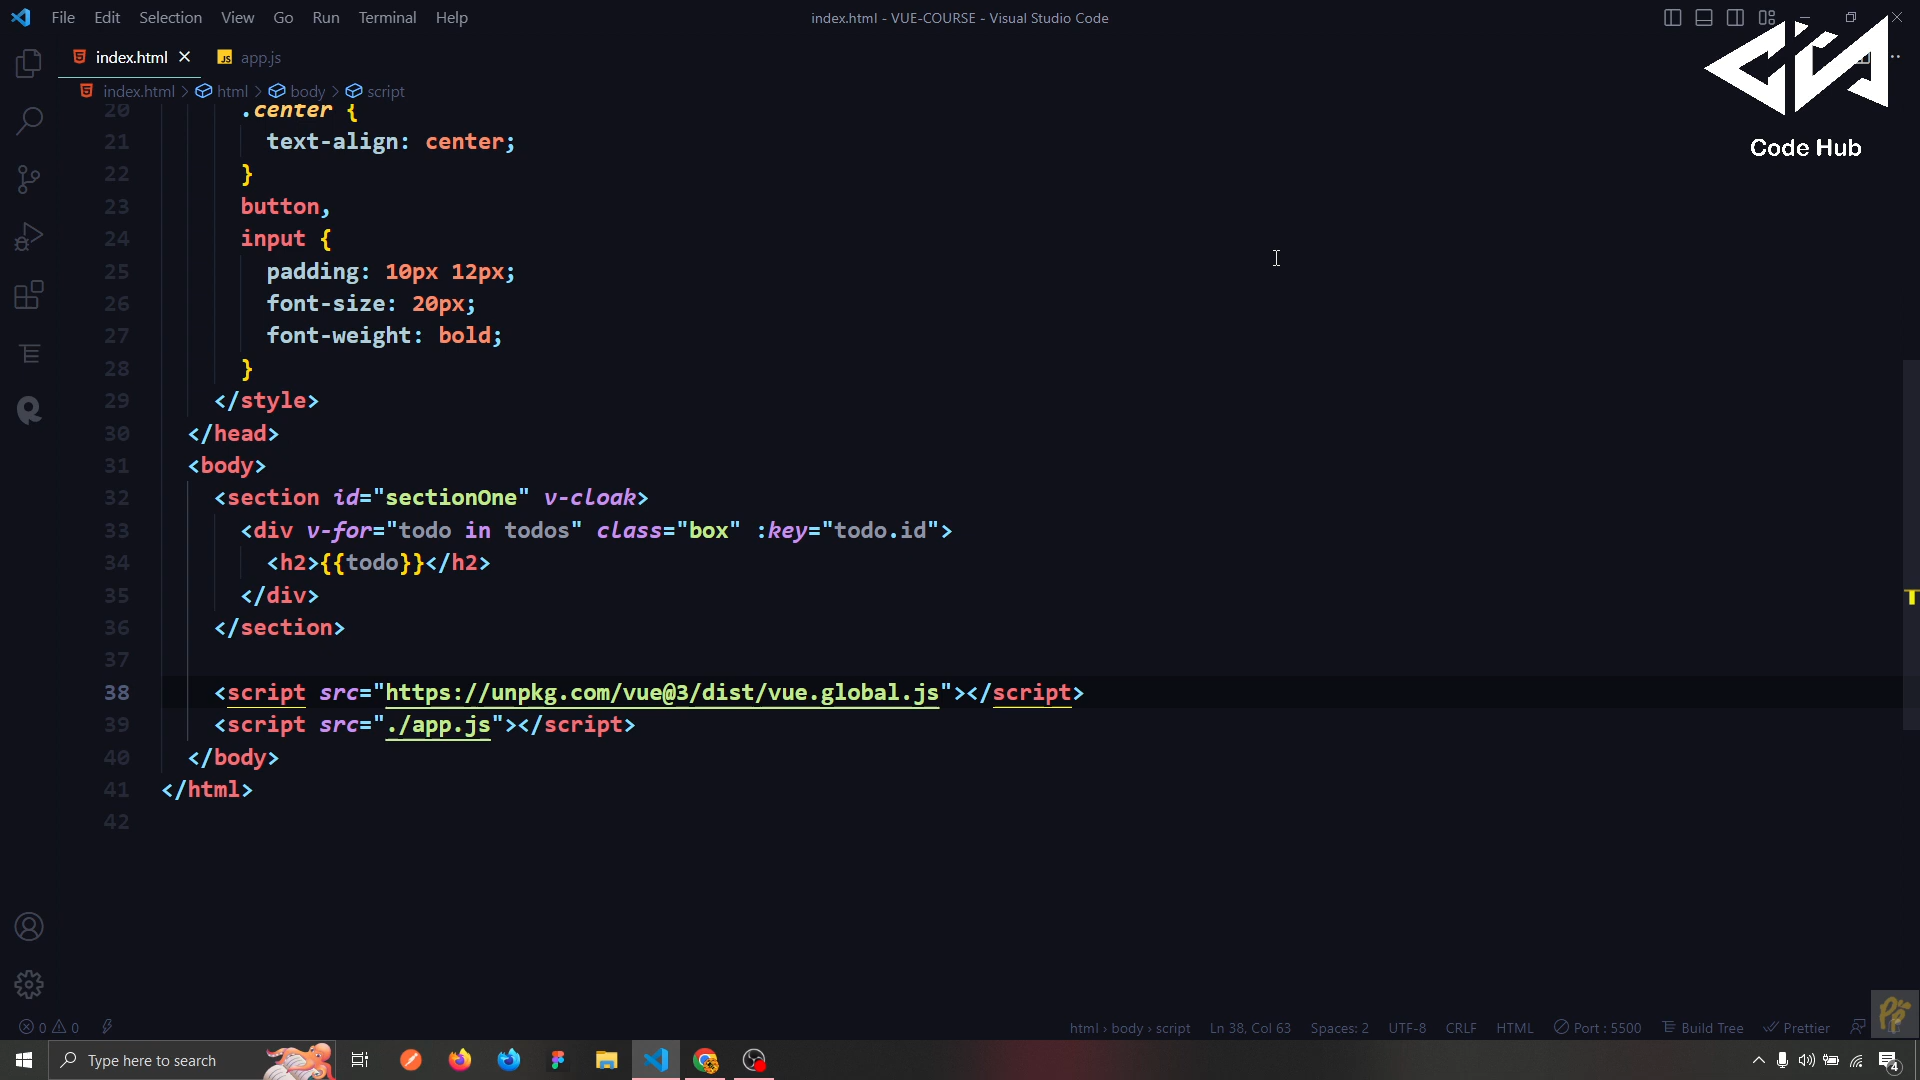 File Edit Selection View Go Run Terminal Help
index.html - VUE-COURSE - Visual Studio Code
index.html
JS app.js
index.html > html > body > script
Code Hub
20 .center {
21 text-align: center;
22 }
23 button,
24 input {
25 padding: 10px 12px;
26 font-size: 20px;
27 font-weight: bold;
28 }
29 </style>
30 </head>
31 <body>
32 <section id="sectionOne" v-cloak>
33 <div v-for="todo in todos" class="box" :key="todo.id">
34 <h2>{{todo}}</h2>
35 </div>
36 </section>
37
38 <script src="https://unpkg.com/vue@3/dist/vue.global.js"></script>
39 <script src="./app.js"></script>
40 </body>
41 </html>
42
0 0
html › body › script Ln 38, Col 63 Spaces: 2 UTF-8 CRLF HTML Port : 5500 Build Tree Prettier
Type here to search
4